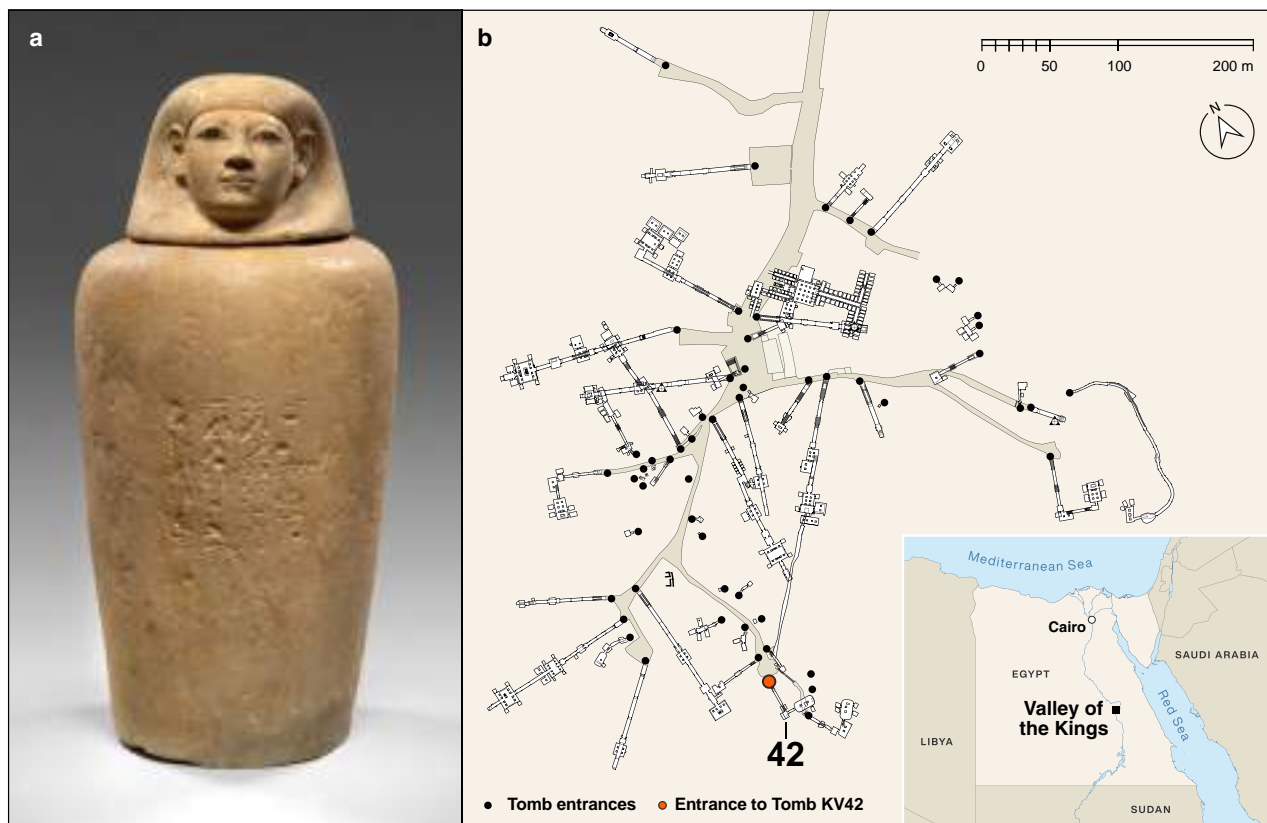 a
b
0
50
100
200 m
N
42
Tomb entrances
Entrance to Tomb KV42
Mediterranean Sea
Cairo
EGYPT
SAUDI ARABIA
Valley of
the Kings
Red Sea
LIBYA
SUDAN